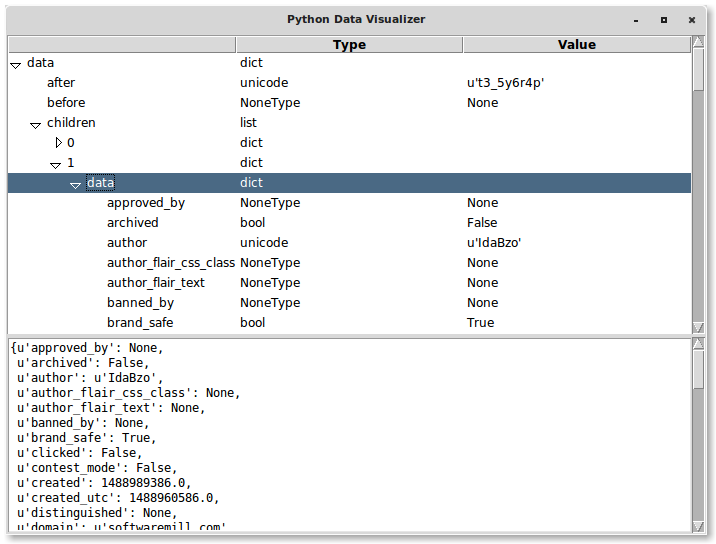 Python Data Visualizer
Type Value
data dict
after unicode u't3_5y6r4p'
before NoneType None
children list
0 dict
1 dict
data dict
approved_by NoneType None
archived bool False
author unicode u'IdaBzo'
author_flair_css_class NoneType None
author_flair_text NoneType None
banned_by NoneType None
brand_safe bool True
{u'approved_by': None,
u'archived': False,
u'author': u'IdaBzo',
u'author_flair_css_class': None,
u'author_flair_text': None,
u'banned_by': None,
u'brand_safe': True,
u'clicked': False,
u'contest_mode': False,
u'created': 1488989386.0,
u'created_utc': 1488960586.0,
u'distinguished': None,
u'domain': u'softwaremill.com'